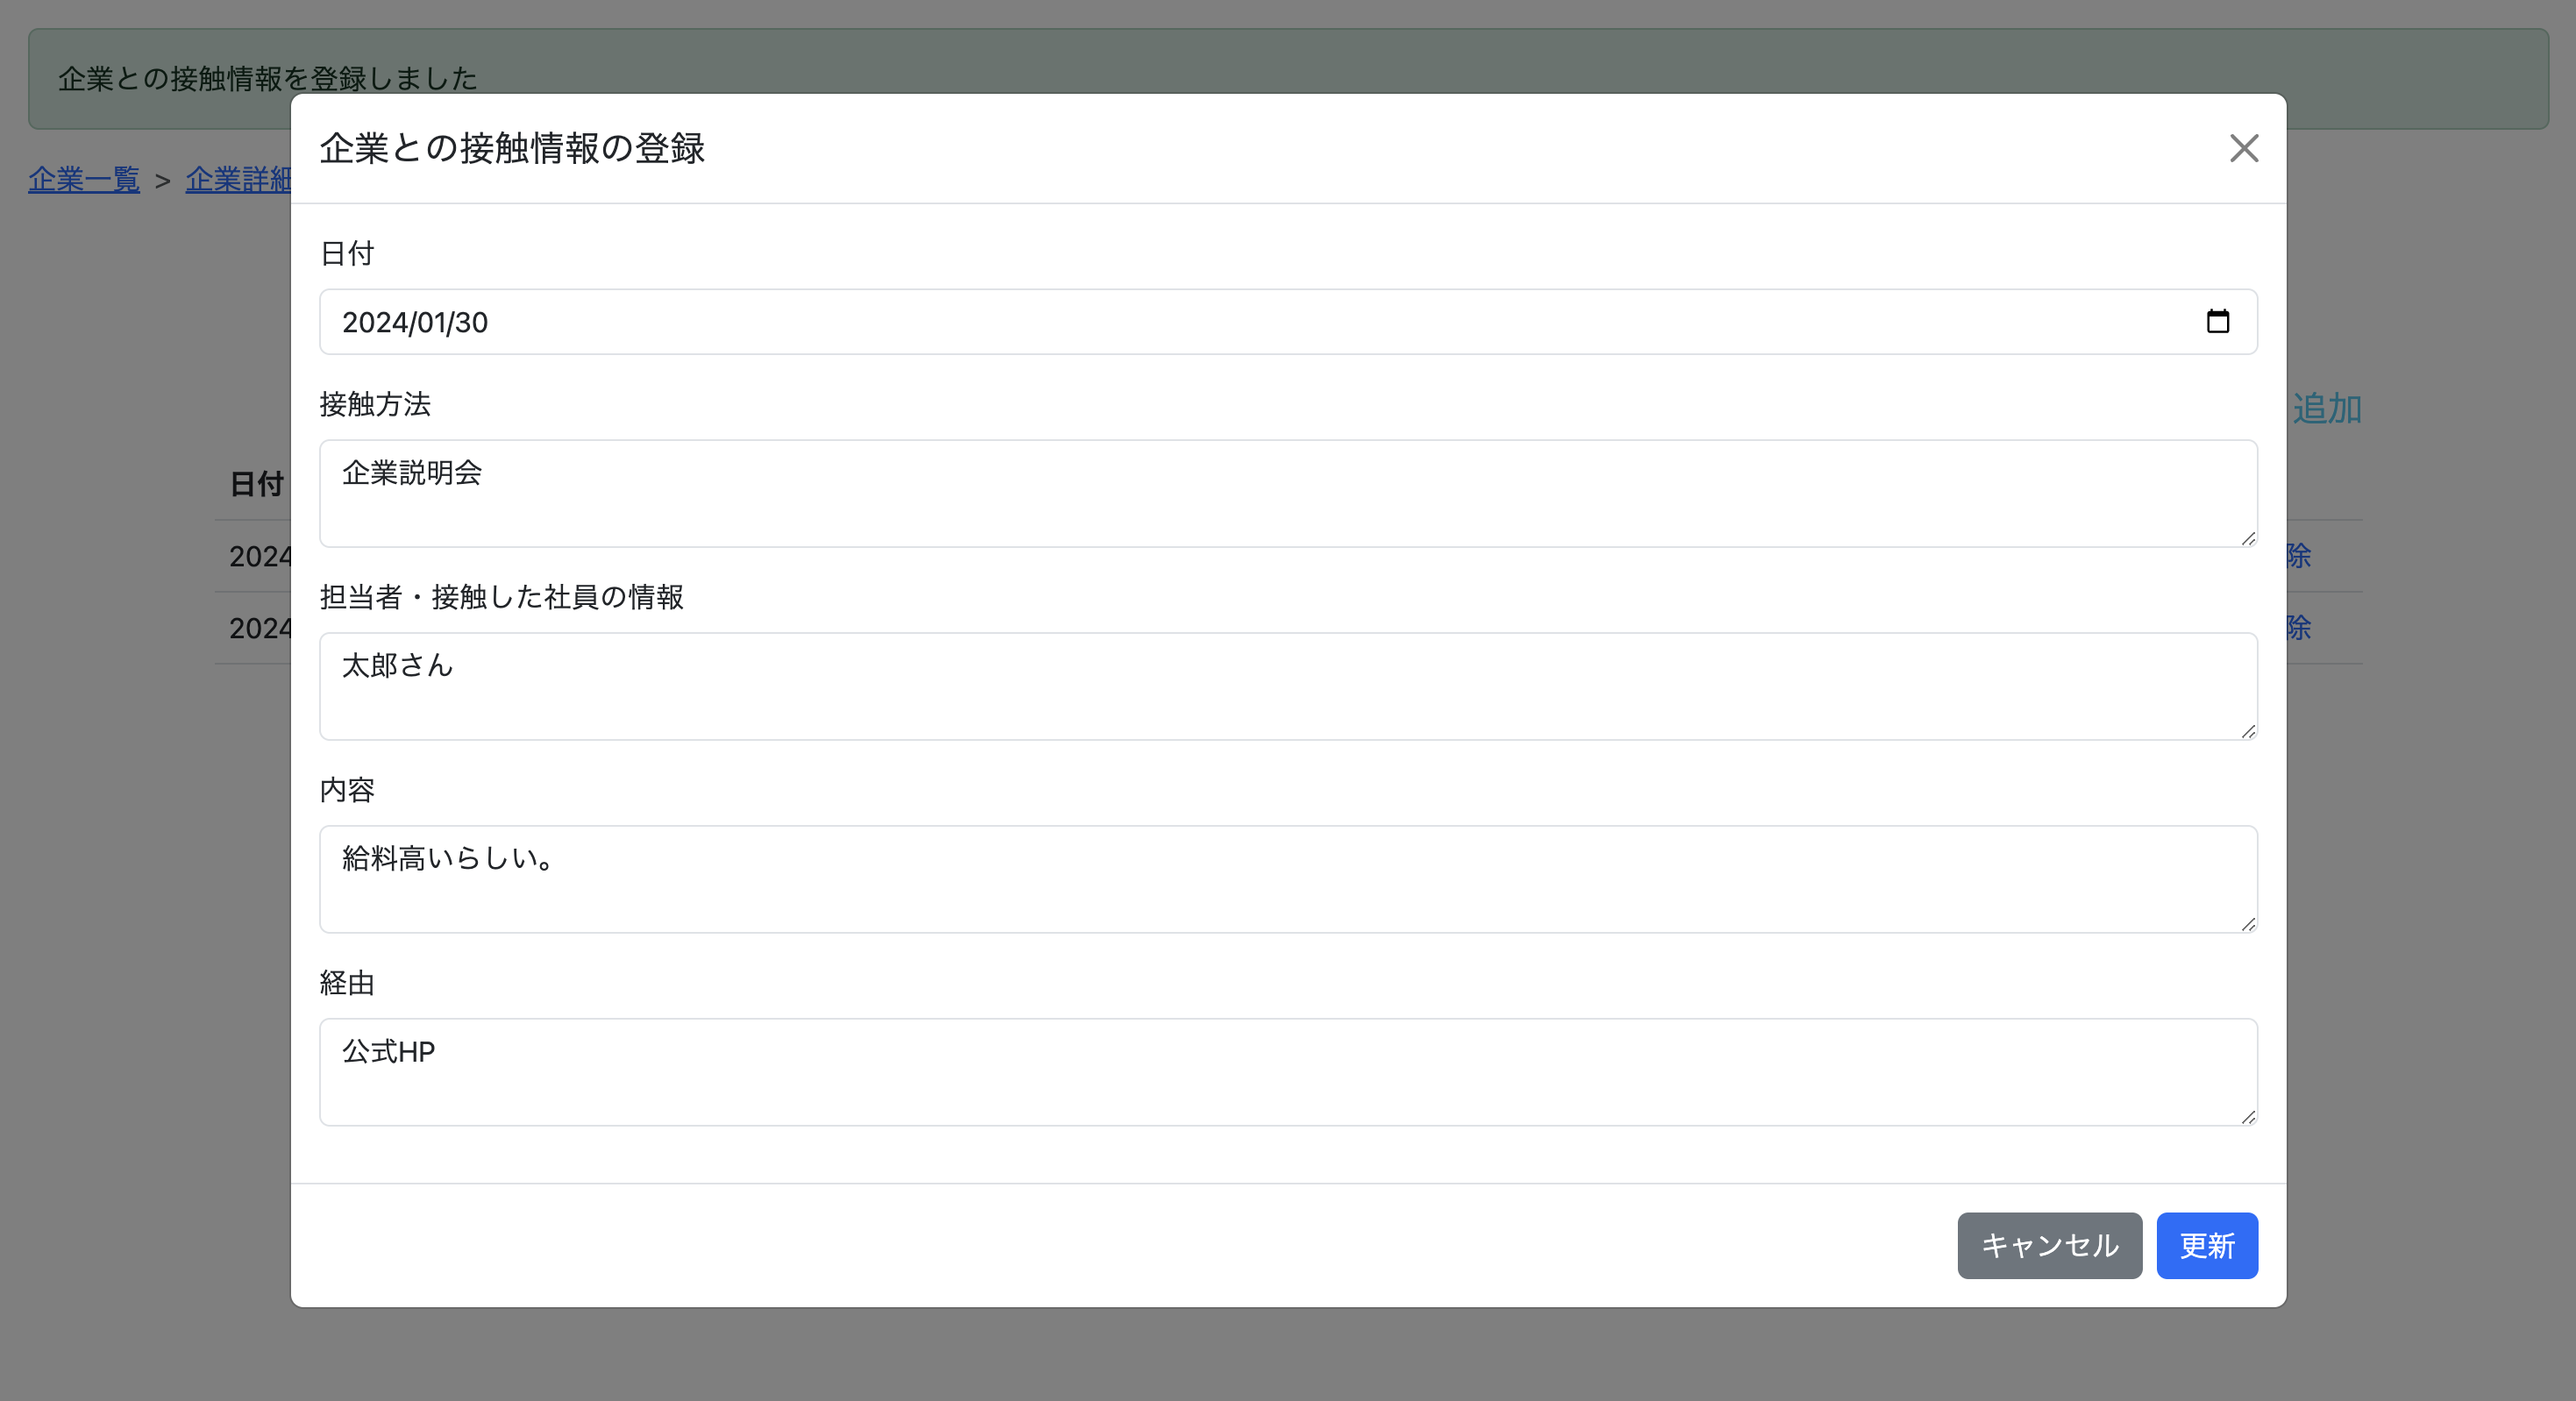 企業との接触情報を登録しました
企業一覧 > 企業詳細
追加
日付
2024
除
2024
除
企業との接触情報の登録
日付
2024/01/30
接触方法
企業説明会
担当者・接触した社員の情報
太郎さん
内容
給料高いらしい。
経由
公式HP
キャンセル 更新